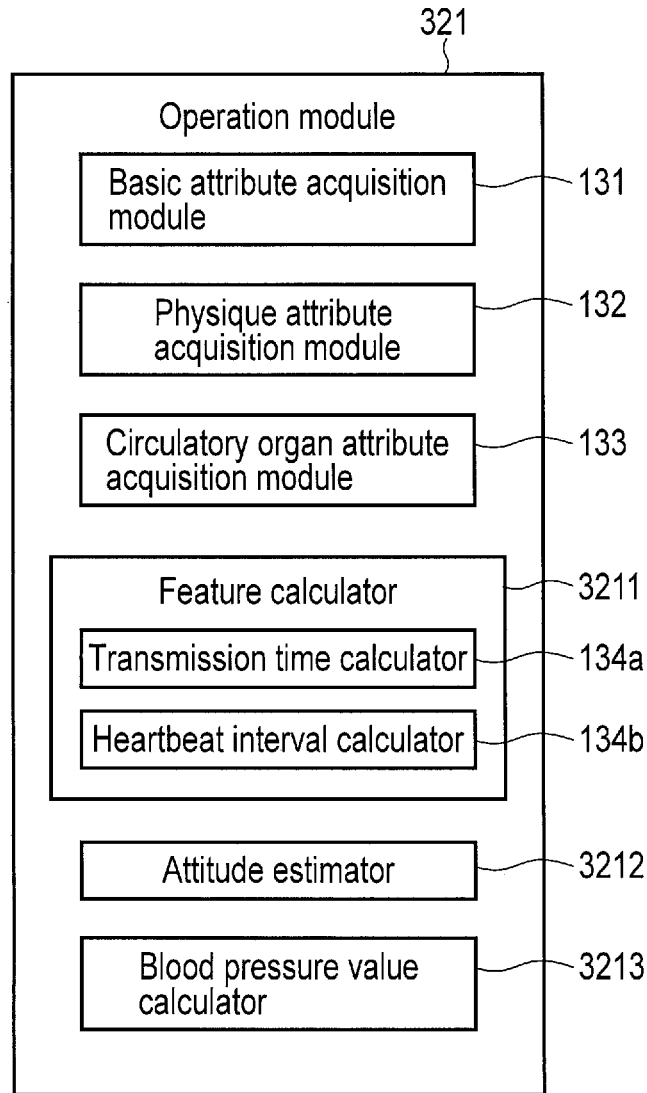 321
Operation module
Basic attribute acquisition
module
131
Physique attribute
acquisition module
132
Circulatory organ attribute
acquisition module
133
Feature calculator
3211
Transmission time calculator
134a
Heartbeat interval calculator
134b
Attitude estimator
3212
Blood pressure value
calculator
3213